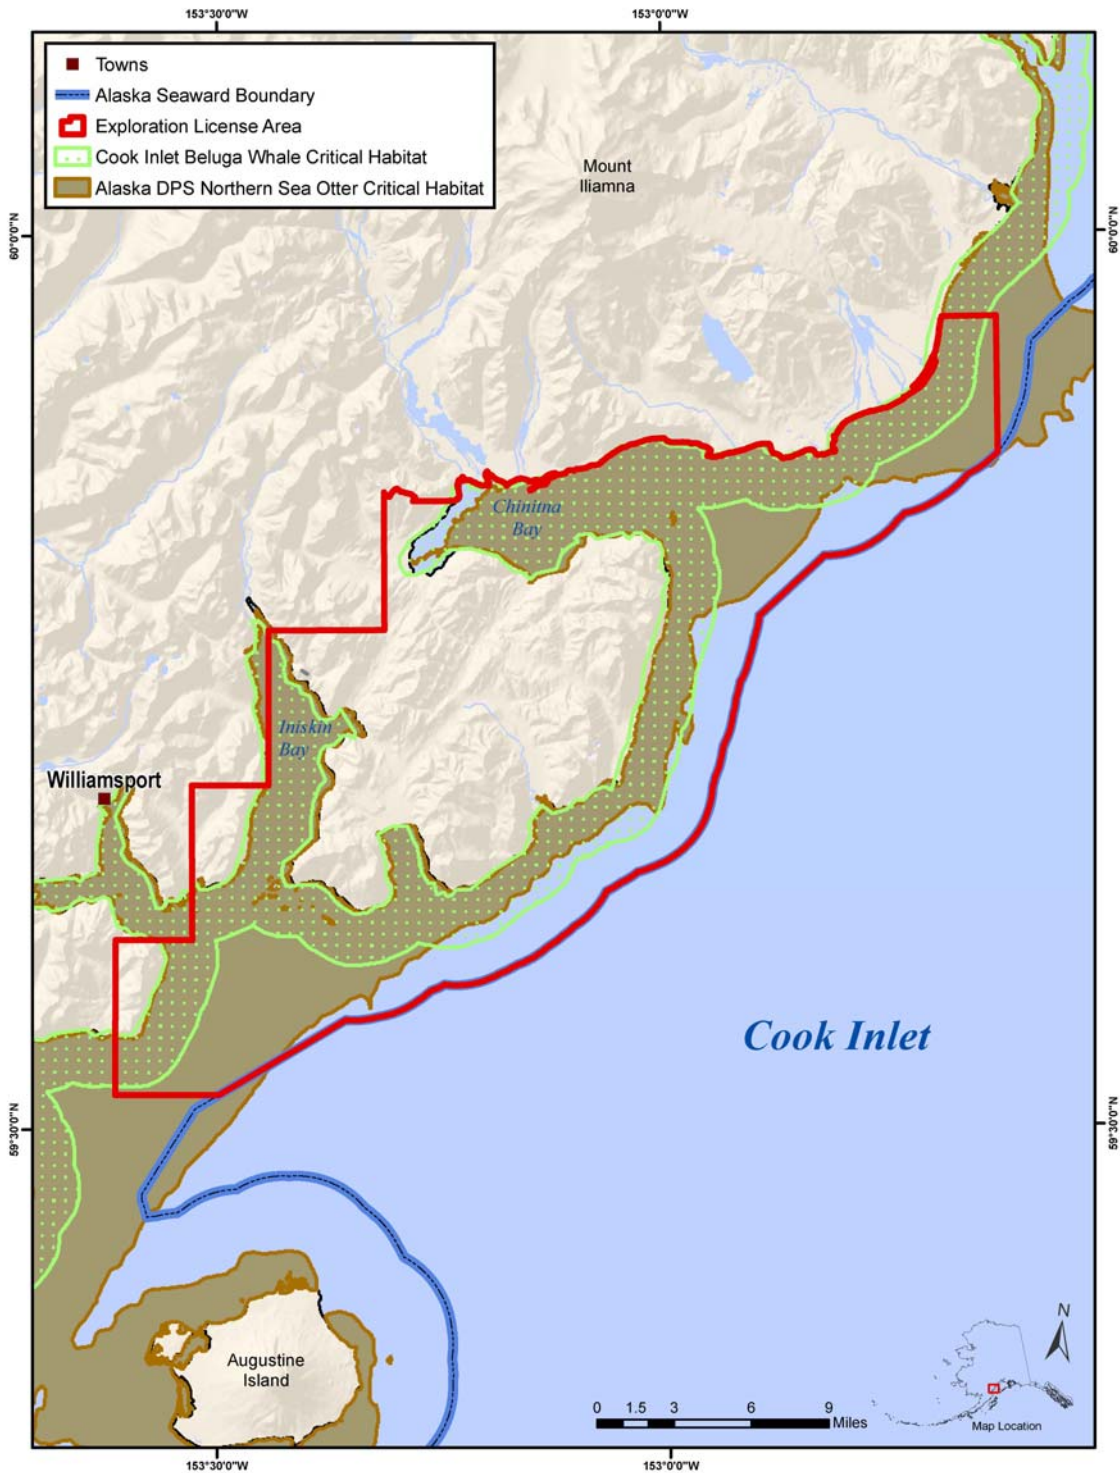 153°30'0"W
153°0'0"W
Towns
Alaska Seaward Boundary
Exploration License Area
Cook Inlet Beluga Whale Critical Habitat
Alaska DPS Northern Sea Otter Critical Habitat
Mount
Iliamna
60°0'0"N
60°0'0"N
Chinitna
Bay
Iniskin
Bay
Williamsport
Cook Inlet
59°30'0"N
59°30'0"N
Augustine
Island
N
0 1.5 3 6 9
Miles
Map Location
153°30'0"W
153°0'0"W